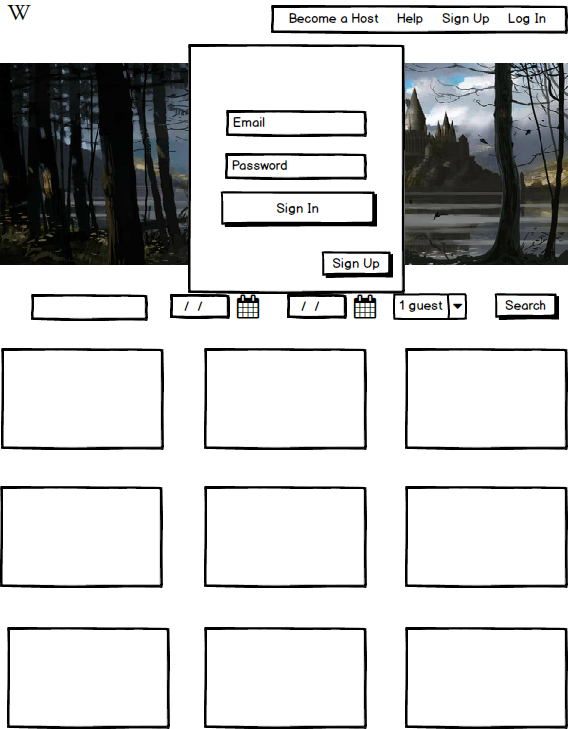 W
Become a Host Help Sign Up Log In
Email
Password
Sign In
Sign Up
/ / / / 1 guest Search